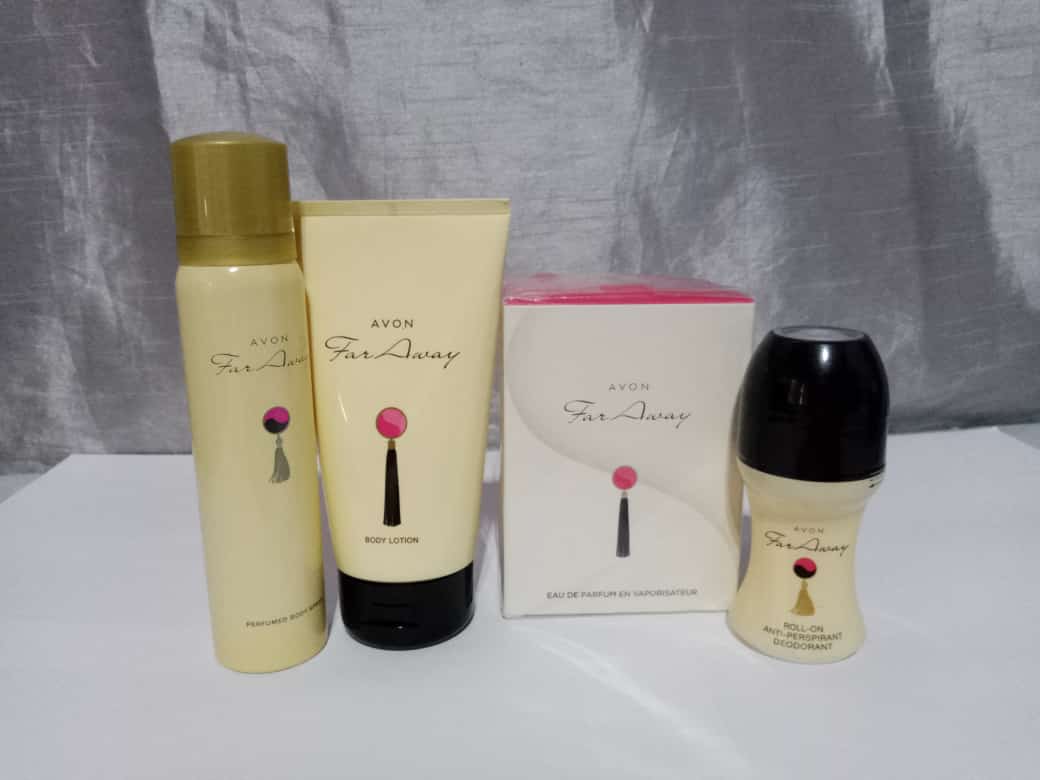 AVON
Far Away
PERFUMED BODY SPRAY
AVON
Far Away
BODY LOTION
AVON
Far Away
EAU DE PARFUM EN VAPORISATEUR
AVON
Far Away
ROLL-ON
ANTI-PERSPIRANT
DEODORANT